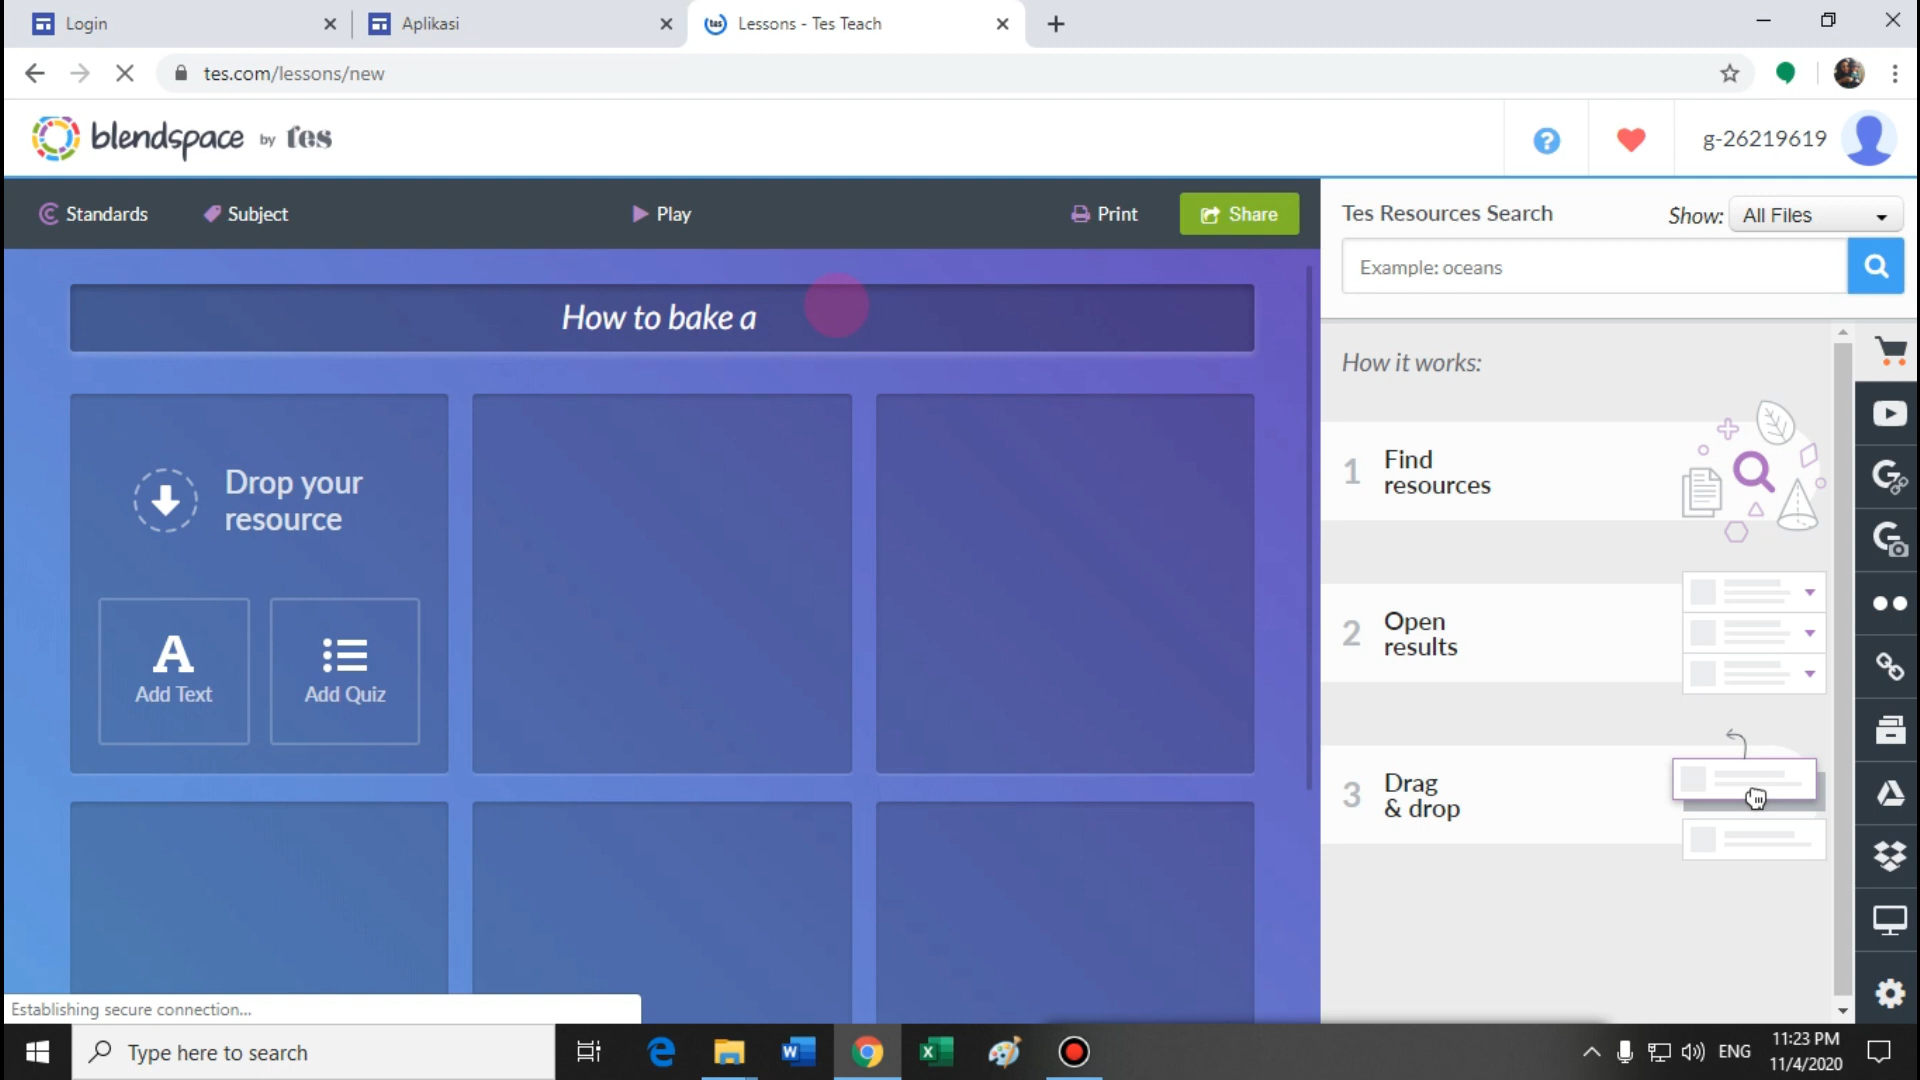 Login
Aplikasi
Lessons - Tes Teach
tes.com/lessons/new
blendspace by tes
g-26219619
Standards
Subject
Play
Print
Share
Tes Resources Search
Show: All Files
Example: oceans
How to bake a
How it works:
Drop your
resource
A
Add Text
Add Quiz
1 Find
resources
2 Open
results
3 Drag
& drop
Establishing secure connection...
Type here to search
ENG
11:23 PM
11/4/2020